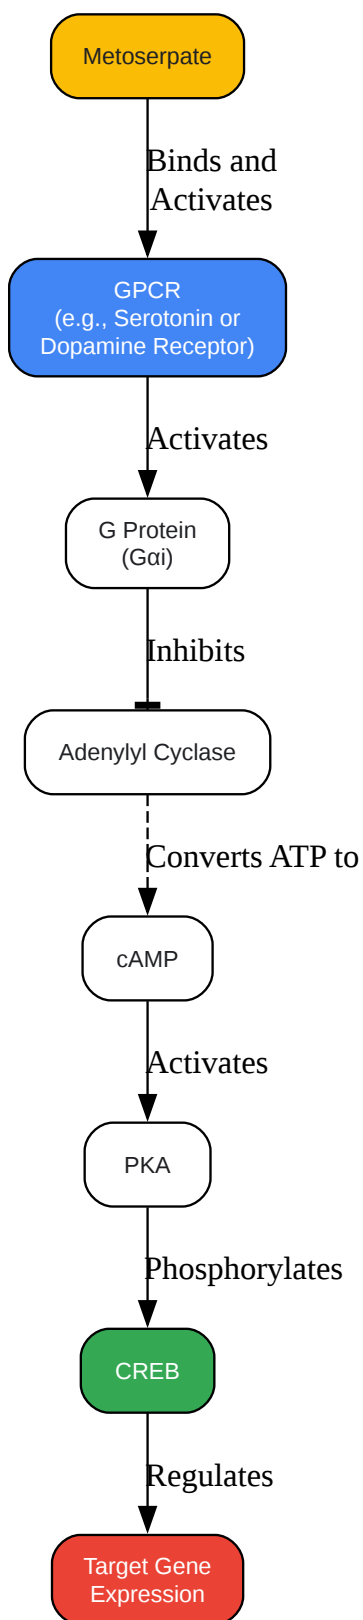 Metoserpate
Binds and
Activates
GPCR
(e.g., Serotonin or
Dopamine Receptor)
Activates
G Protein
(Gαi)
Inhibits
Adenylyl Cyclase
Converts ATP to
cAMP
Activates
PKA
Phosphorylates
CREB
Regulates
Target Gene
Expression